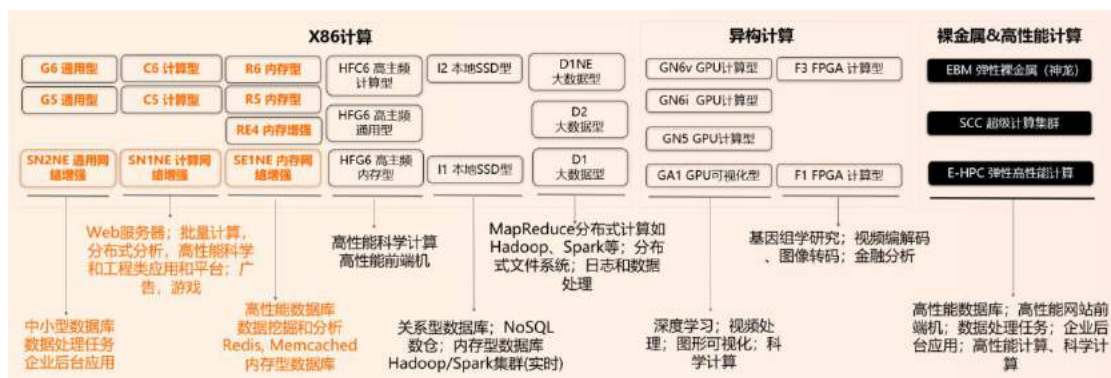 X86计算
异构计算
裸金属&高性能计算
G6 通用型
C6 计算型
R6 内存型
HFC6 高主频
计算型
I2 本地SSD型
D1NE
大数据型
GN6v GPU计算型
F3 FPGA 计算型
EBM 弹性裸金属（神龙）
G5 通用型
C5 计算型
R5 内存型
HFG6 高主频
通用型
D2
大数据型
GN6i GPU计算型
SCC 超级计算集群
RE4 内存增强
GN5 GPU计算型
SN2NE 通用网
络增强
SN1NE 计算网
络增强
SE1NE 内存网
络增强
HFG6 高主频
内存型
I1 本地SSD型
D1
大数据型
GA1 GPU可视化型
F1 FPGA 计算型
E-HPC 弹性高性能计算
Web服务器；批量计算，
分布式分析，高性能科学
和工程类应用和平台；广
告，游戏
高性能科学计算
高性能前端机
MapReduce分布式计算如
Hadoop、Spark等；分布
式文件系统；日志和数据
处理
基因组学研究；视频编解码
、图像转码；金融分析
中小型数据库
数据处理任务
企业后台应用
高性能数据库
数据挖掘和分析
Redis, Memcached
内存型数据库
关系型数据库；NoSQL
数仓；内存型数据库
Hadoop/Spark集群(实时)
深度学习；视频处
理；图形可视化；科
学计算
高性能数据库；高性能网站前
端机；数据处理任务；企业后
台应用；高性能计算、科学计
算